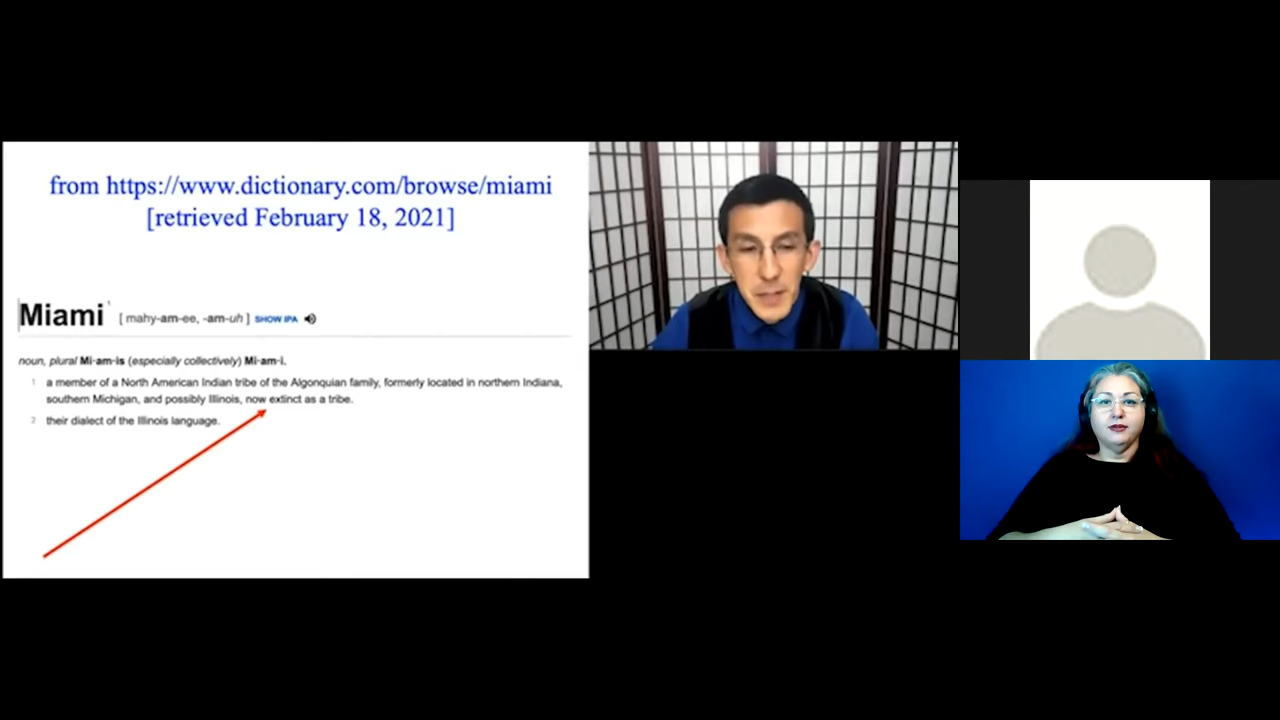 from https://www.dictionary.com/browse/miami
[retrieved February 18, 2021]
Miami¹ [ mahy-am-ee, -am-uh ] SHOW IPA
noun, plural Mi·am·is (especially collectively) Mi·am·i.
1 a member of a North American Indian tribe of the Algonquian family, formerly located in northern Indiana,
southern Michigan, and possibly Illinois, now extinct as a tribe.
2 their dialect of the Illinois language.